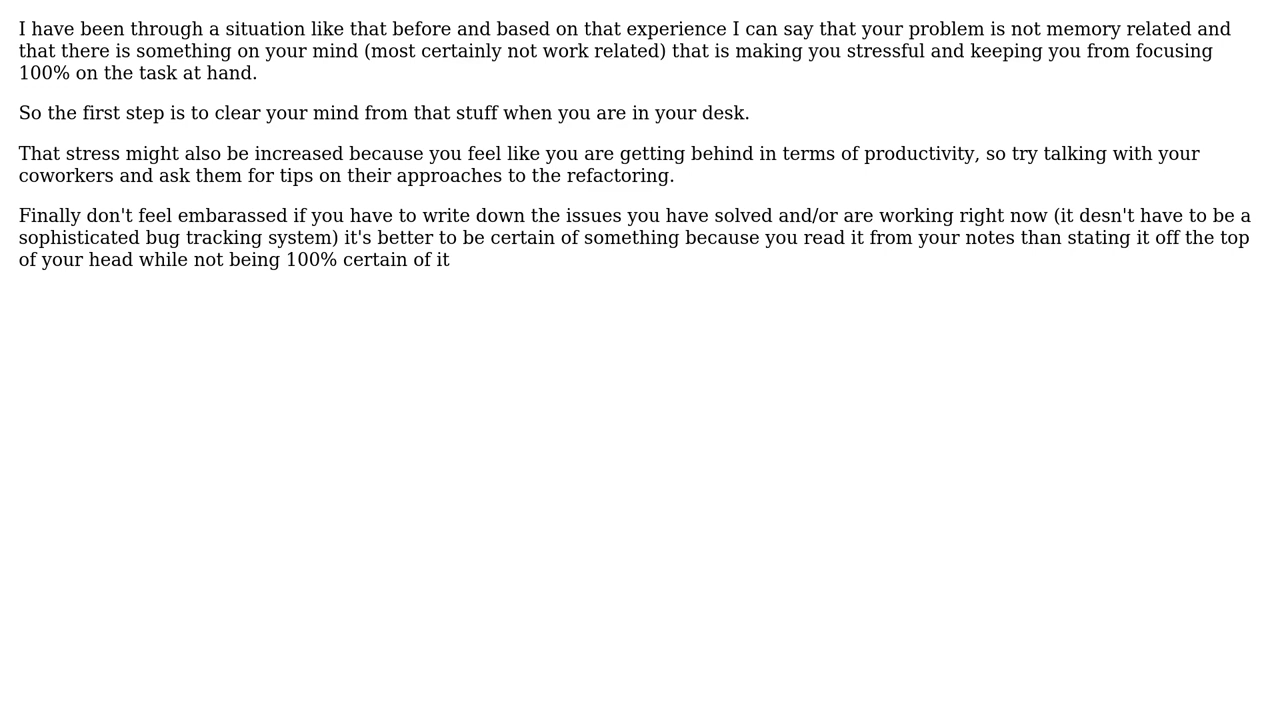 I have been through a situation like that before and based on that experience I can say that your problem is not memory related and
that there is something on your mind (most certainly not work related) that is making you stressful and keeping you from focusing
100% on the task at hand.
So the first step is to clear your mind from that stuff when you are in your desk.
That stress might also be increased because you feel like you are getting behind in terms of productivity, so try talking with your
coworkers and ask them for tips on their approaches to the refactoring.
Finally don't feel embarassed if you have to write down the issues you have solved and/or are working right now (it desn't have to be a
sophisticated bug tracking system) it's better to be certain of something because you read it from your notes than stating it off the top
of your head while not being 100% certain of it